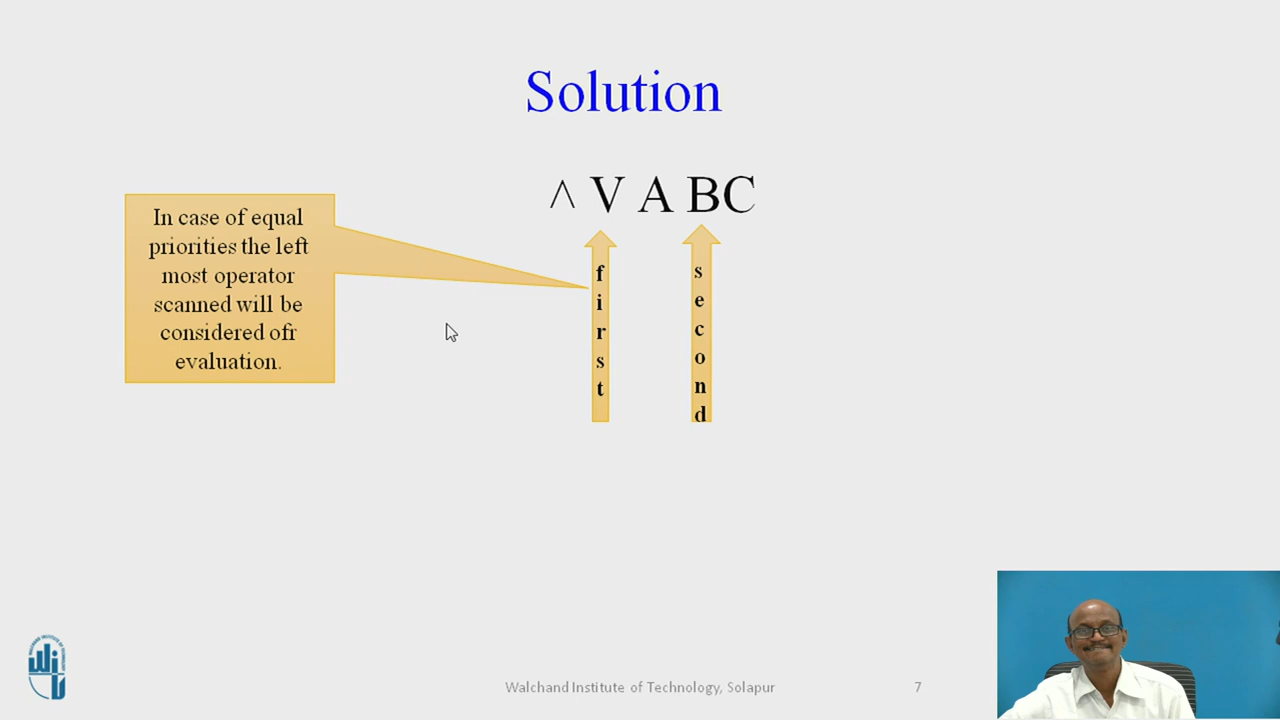 Solution
^ V A BC
In case of equal
priorities the left
most operator
scanned will be
considered ofr
evaluation.
first
second
Walchand Institute of Technology, Solapur
7